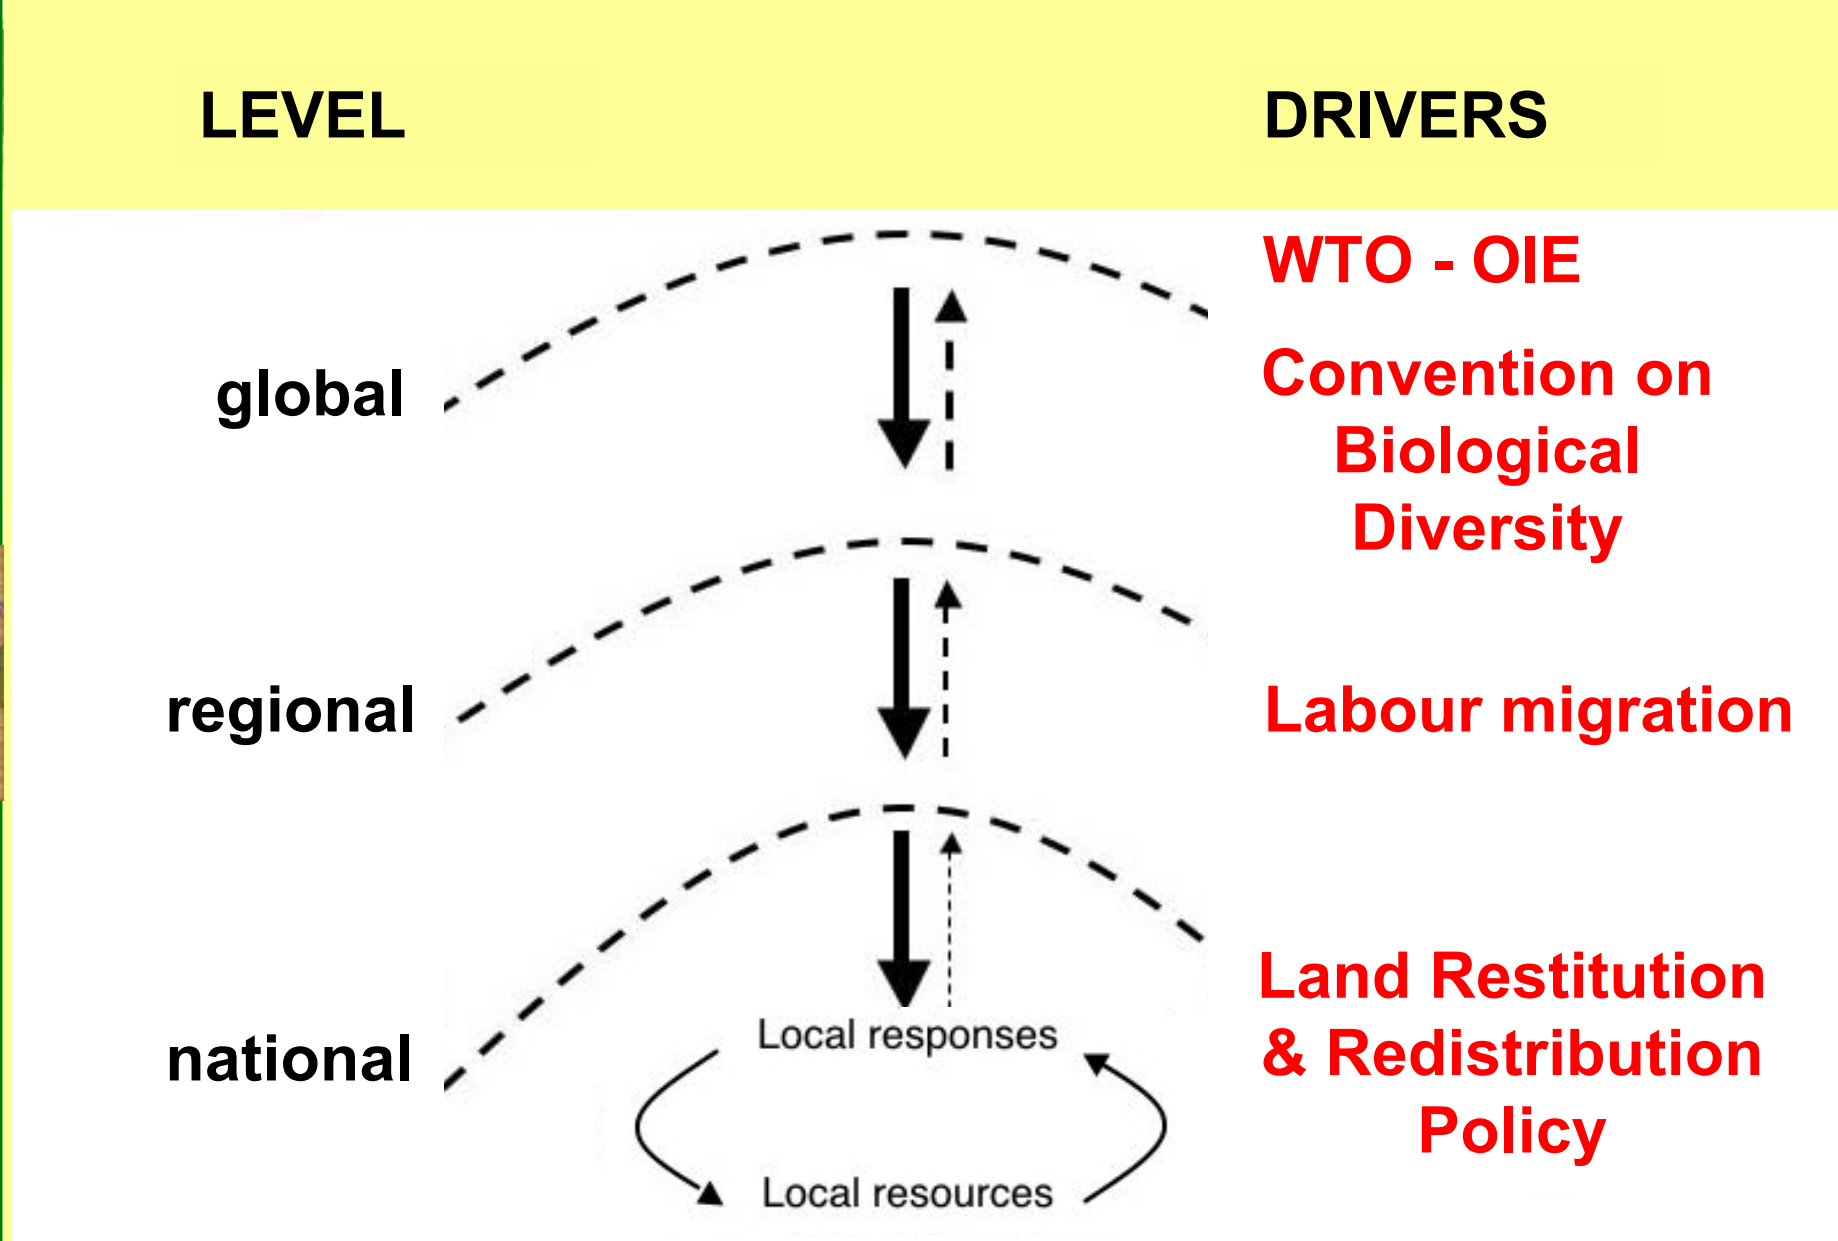 LEVEL
DRIVERS
WTO - OIE
global
Convention on
Biological
Diversity
regional
Labour migration
national
Land Restitution
& Redistribution
Policy
Local responses
Local resources